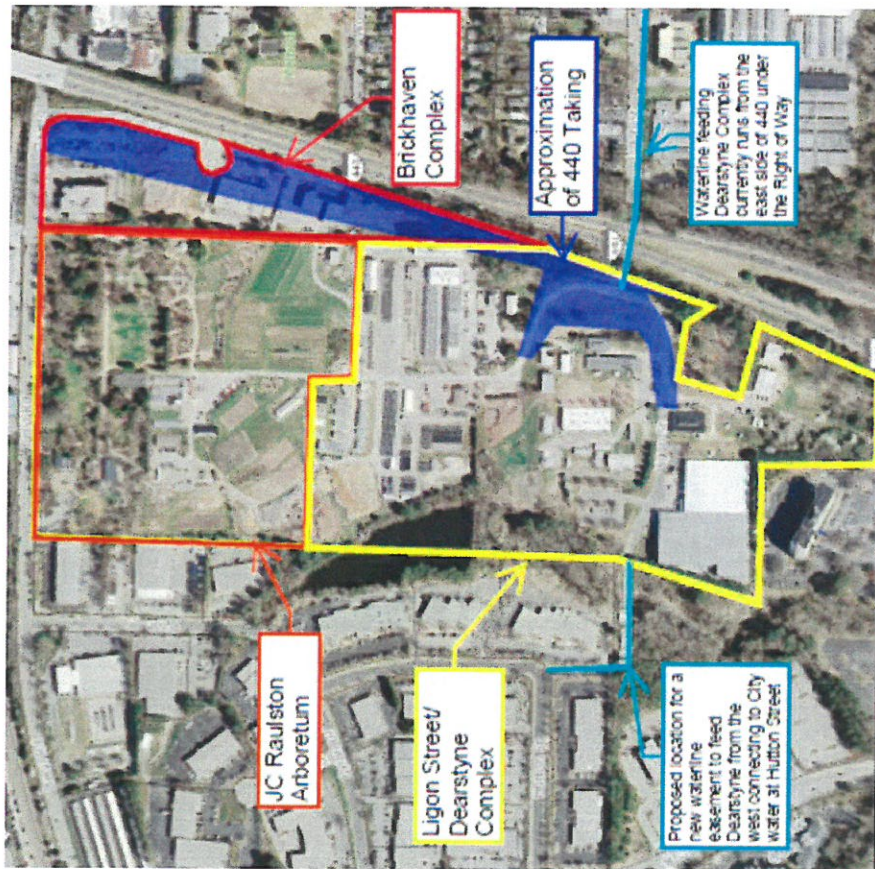 JC Raulston
Arboretum
Ligon Street/
Dearstyne
Complex
Proposed location for a
new waterline
easement to feed
Dearstyne from the
west connecting to City
water at Hutton Street
Brickhaven
Complex
Approximation
of 440 Taking
Waterline feeding
Dearstyne Complex
currently runs from the
east side of 440 under
the Right of Way